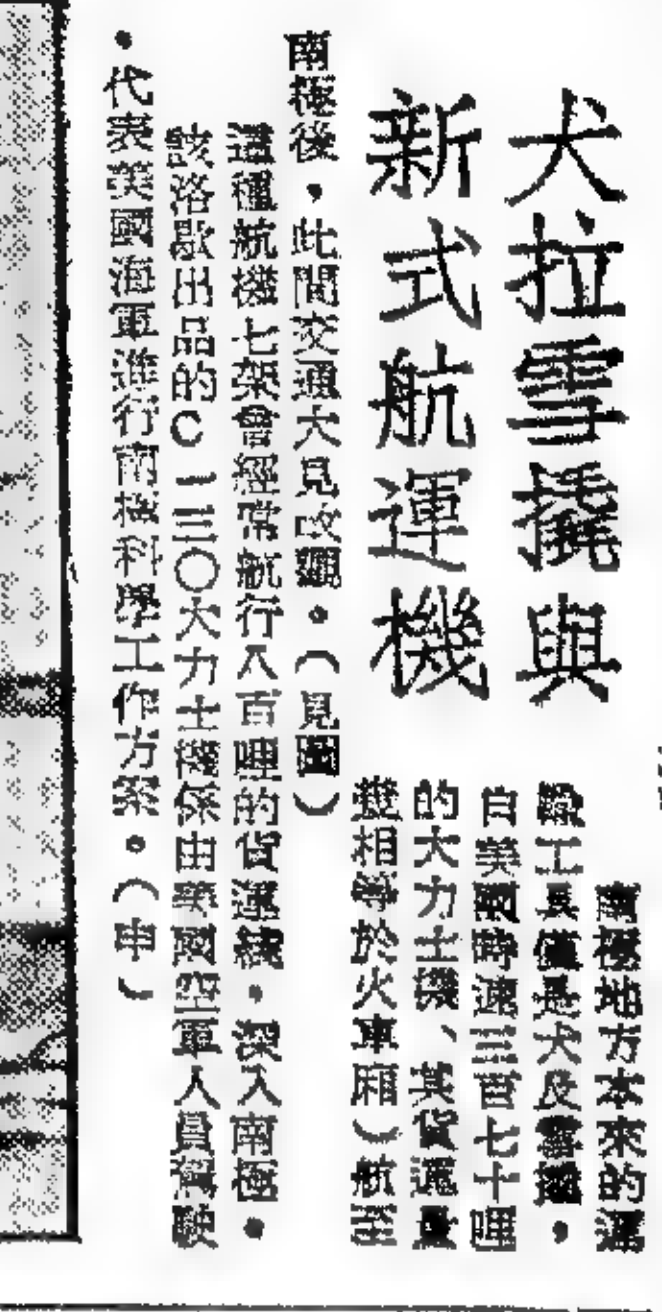 犬拉雪撬與
新式航運機
南極地方本來的運
輸工具僅是犬及雪撬，
自美國時速三百七十哩
的大力士機、其貨運量
幾相等於火車廂）航至
南極後，此間交通大見改觀。（見圖）
這種航機七架曾經常航行八百哩的貨運線。深入南極。
該洛歇出品的C一三〇大力士機係由美國空軍人員駕駛
。代表美國海軍進行南極科學工作方案。（申）